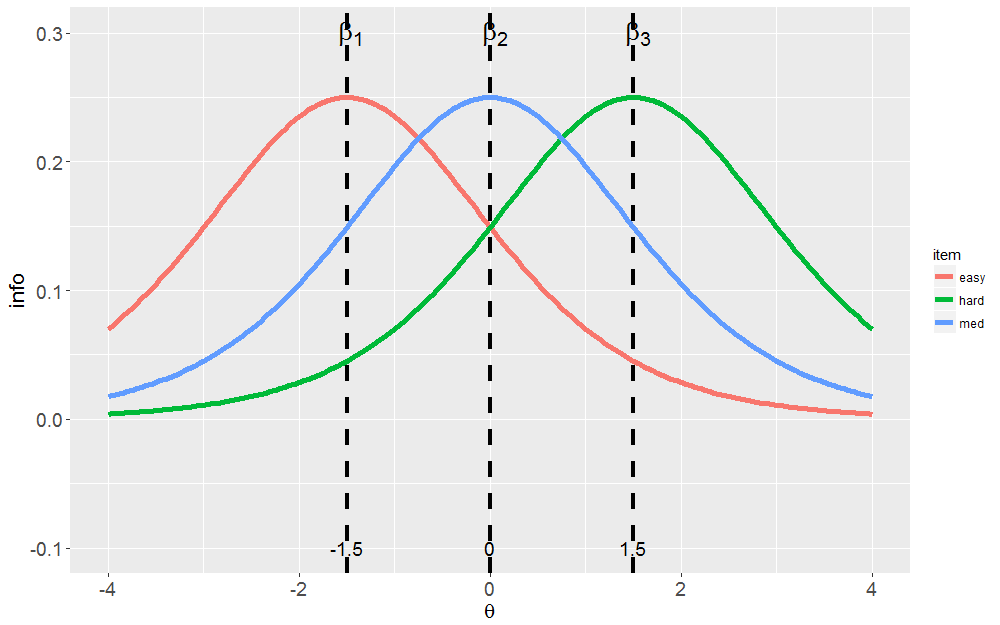 β1 β2 β3
0.3
0.2
0.1
0.0
-0.1
info
-1.5 0 1.5
-4 -2 0 2 4
θ
item
easy
hard
med